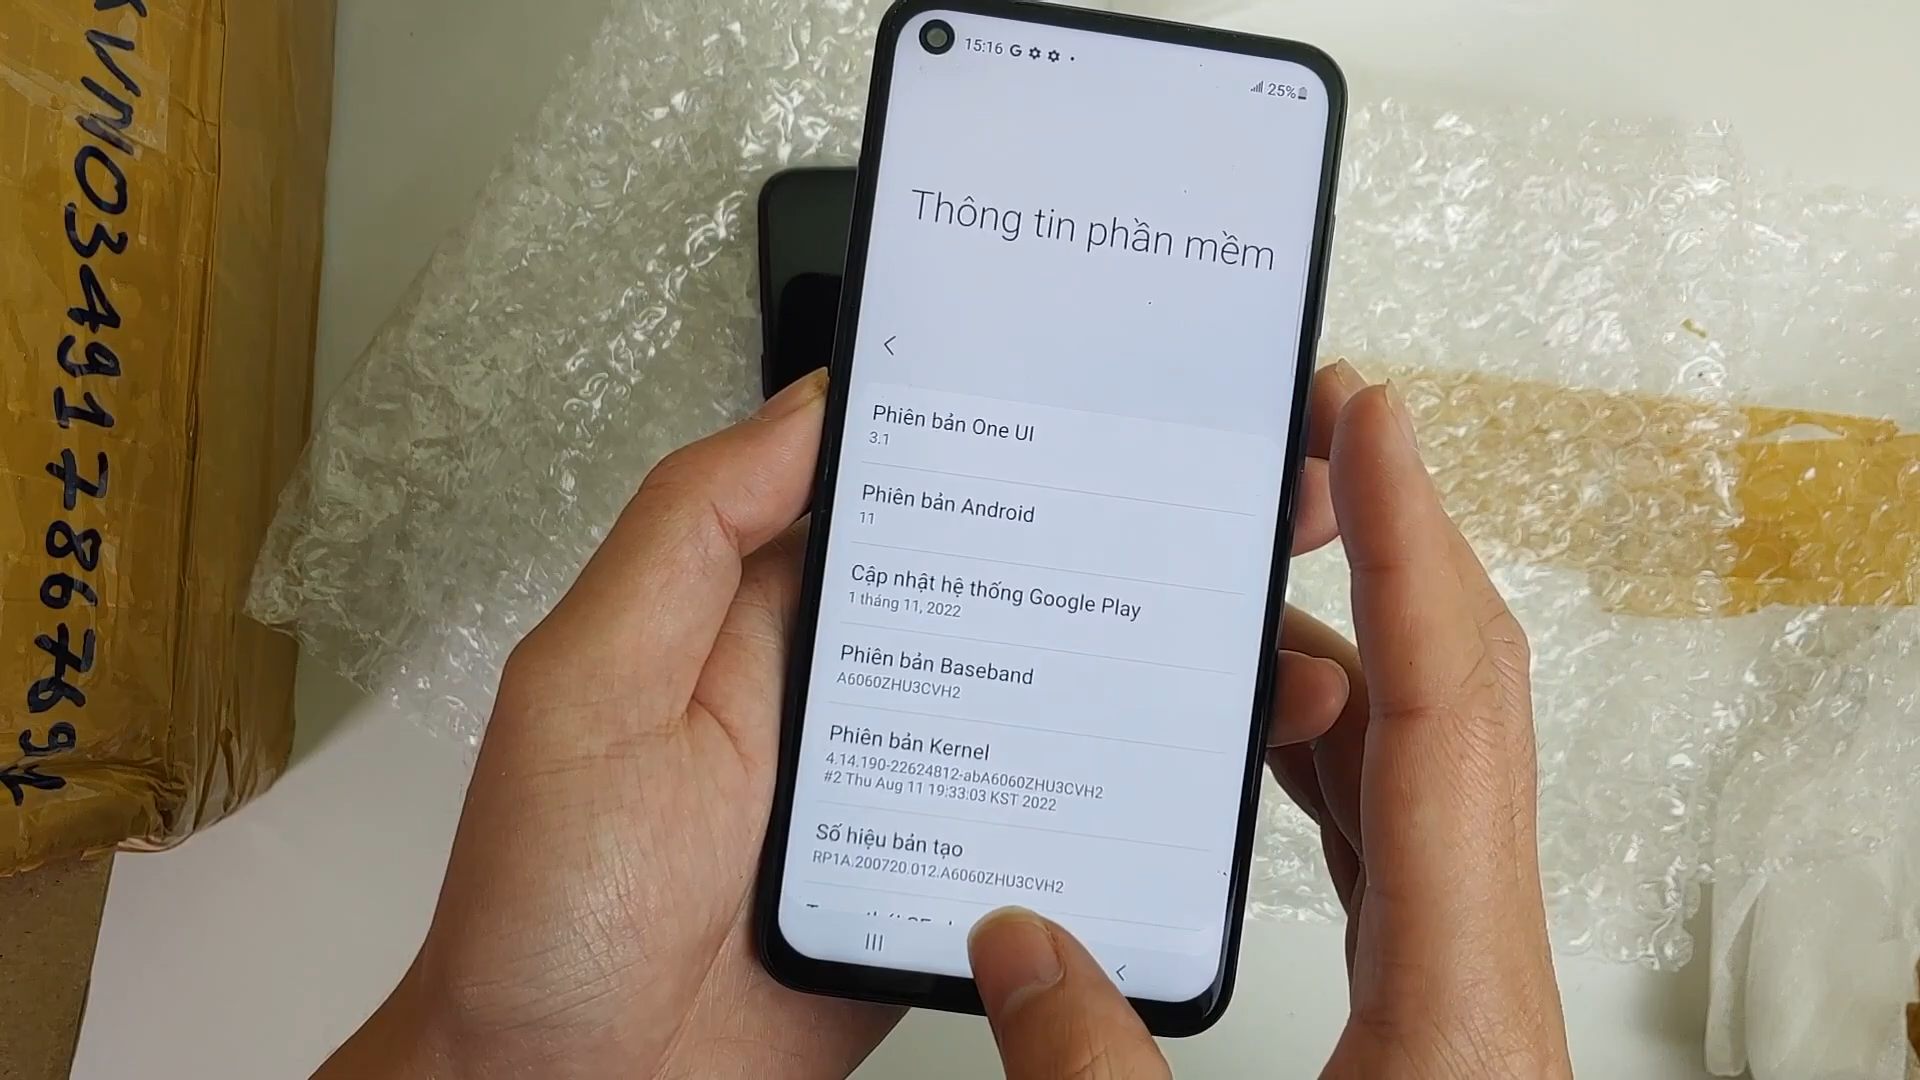 KVN03491786769
15:16 G
25%
Thông tin phần mềm
Phiên bản One UI
3.1
Phiên bản Android
11
Cập nhật hệ thống Google Play
1 tháng 11, 2022
Phiên bản Baseband
A6060ZHU3CVH2
Phiên bản Kernel
4.14.190-22624812-abA6060ZHU3CVH2
#2 Thu Aug 11 19:33:03 KST 2022
Số hiệu bản tạo
RP1A.200720.012.A6060ZHU3CVH2